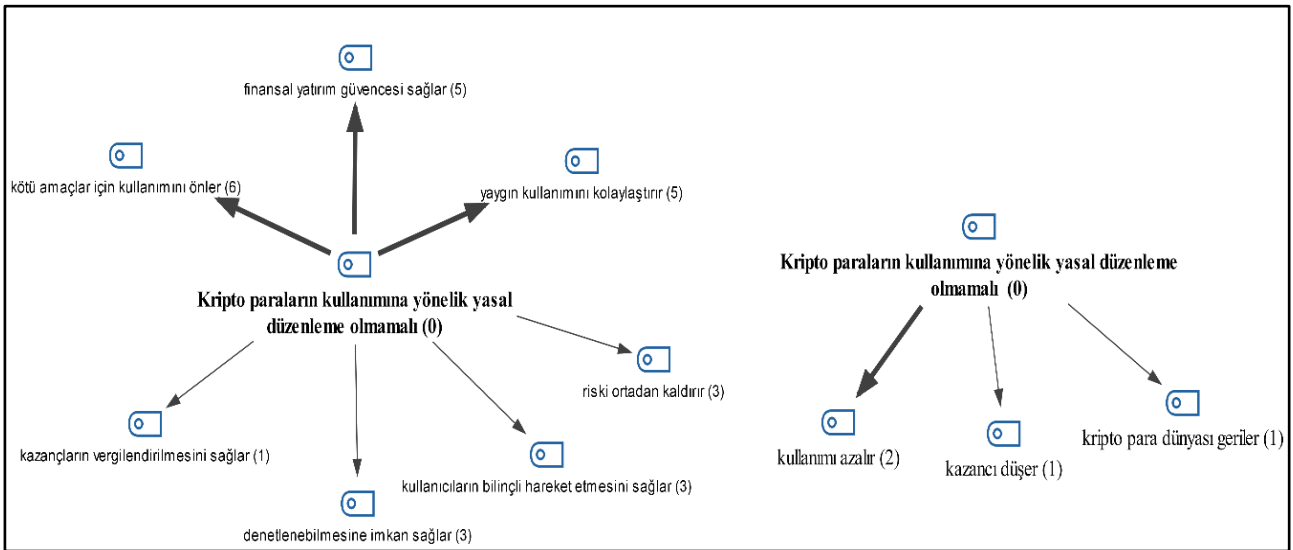 finansal yatırım güvencesi sağlar (5)
kötü amaçlar için kullanımını önler (6)
yaygın kullanımını kolaylaştırır (5)
Kripto paraların kullanımına yönelik yasal
düzenleme olmamalı (0)
riski ortadan kaldırır (3)
kazançların vergilendirilmesini sağlar (1)
kullanıcıların bilinçli hareket etmesini sağlar (3)
denetlenebilmesine imkan sağlar (3)
Kripto paraların kullanımına yönelik yasal düzenleme
olmamalı (0)
kullanımı azalır (2)
kazancı düşer (1)
kripto para dünyası geriler (1)